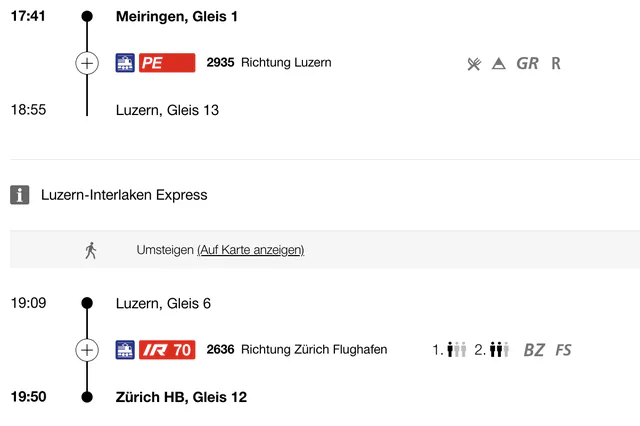 17:41 Meiringen, Gleis 1
PE 2935 Richtung Luzern GR R
18:55 Luzern, Gleis 13
i Luzern-Interlaken Express
Umsteigen (Auf Karte anzeigen)
19:09 Luzern, Gleis 6
IR 70 2636 Richtung Zürich Flughafen 1. 2. BZ FS
19:50 Zürich HB, Gleis 12